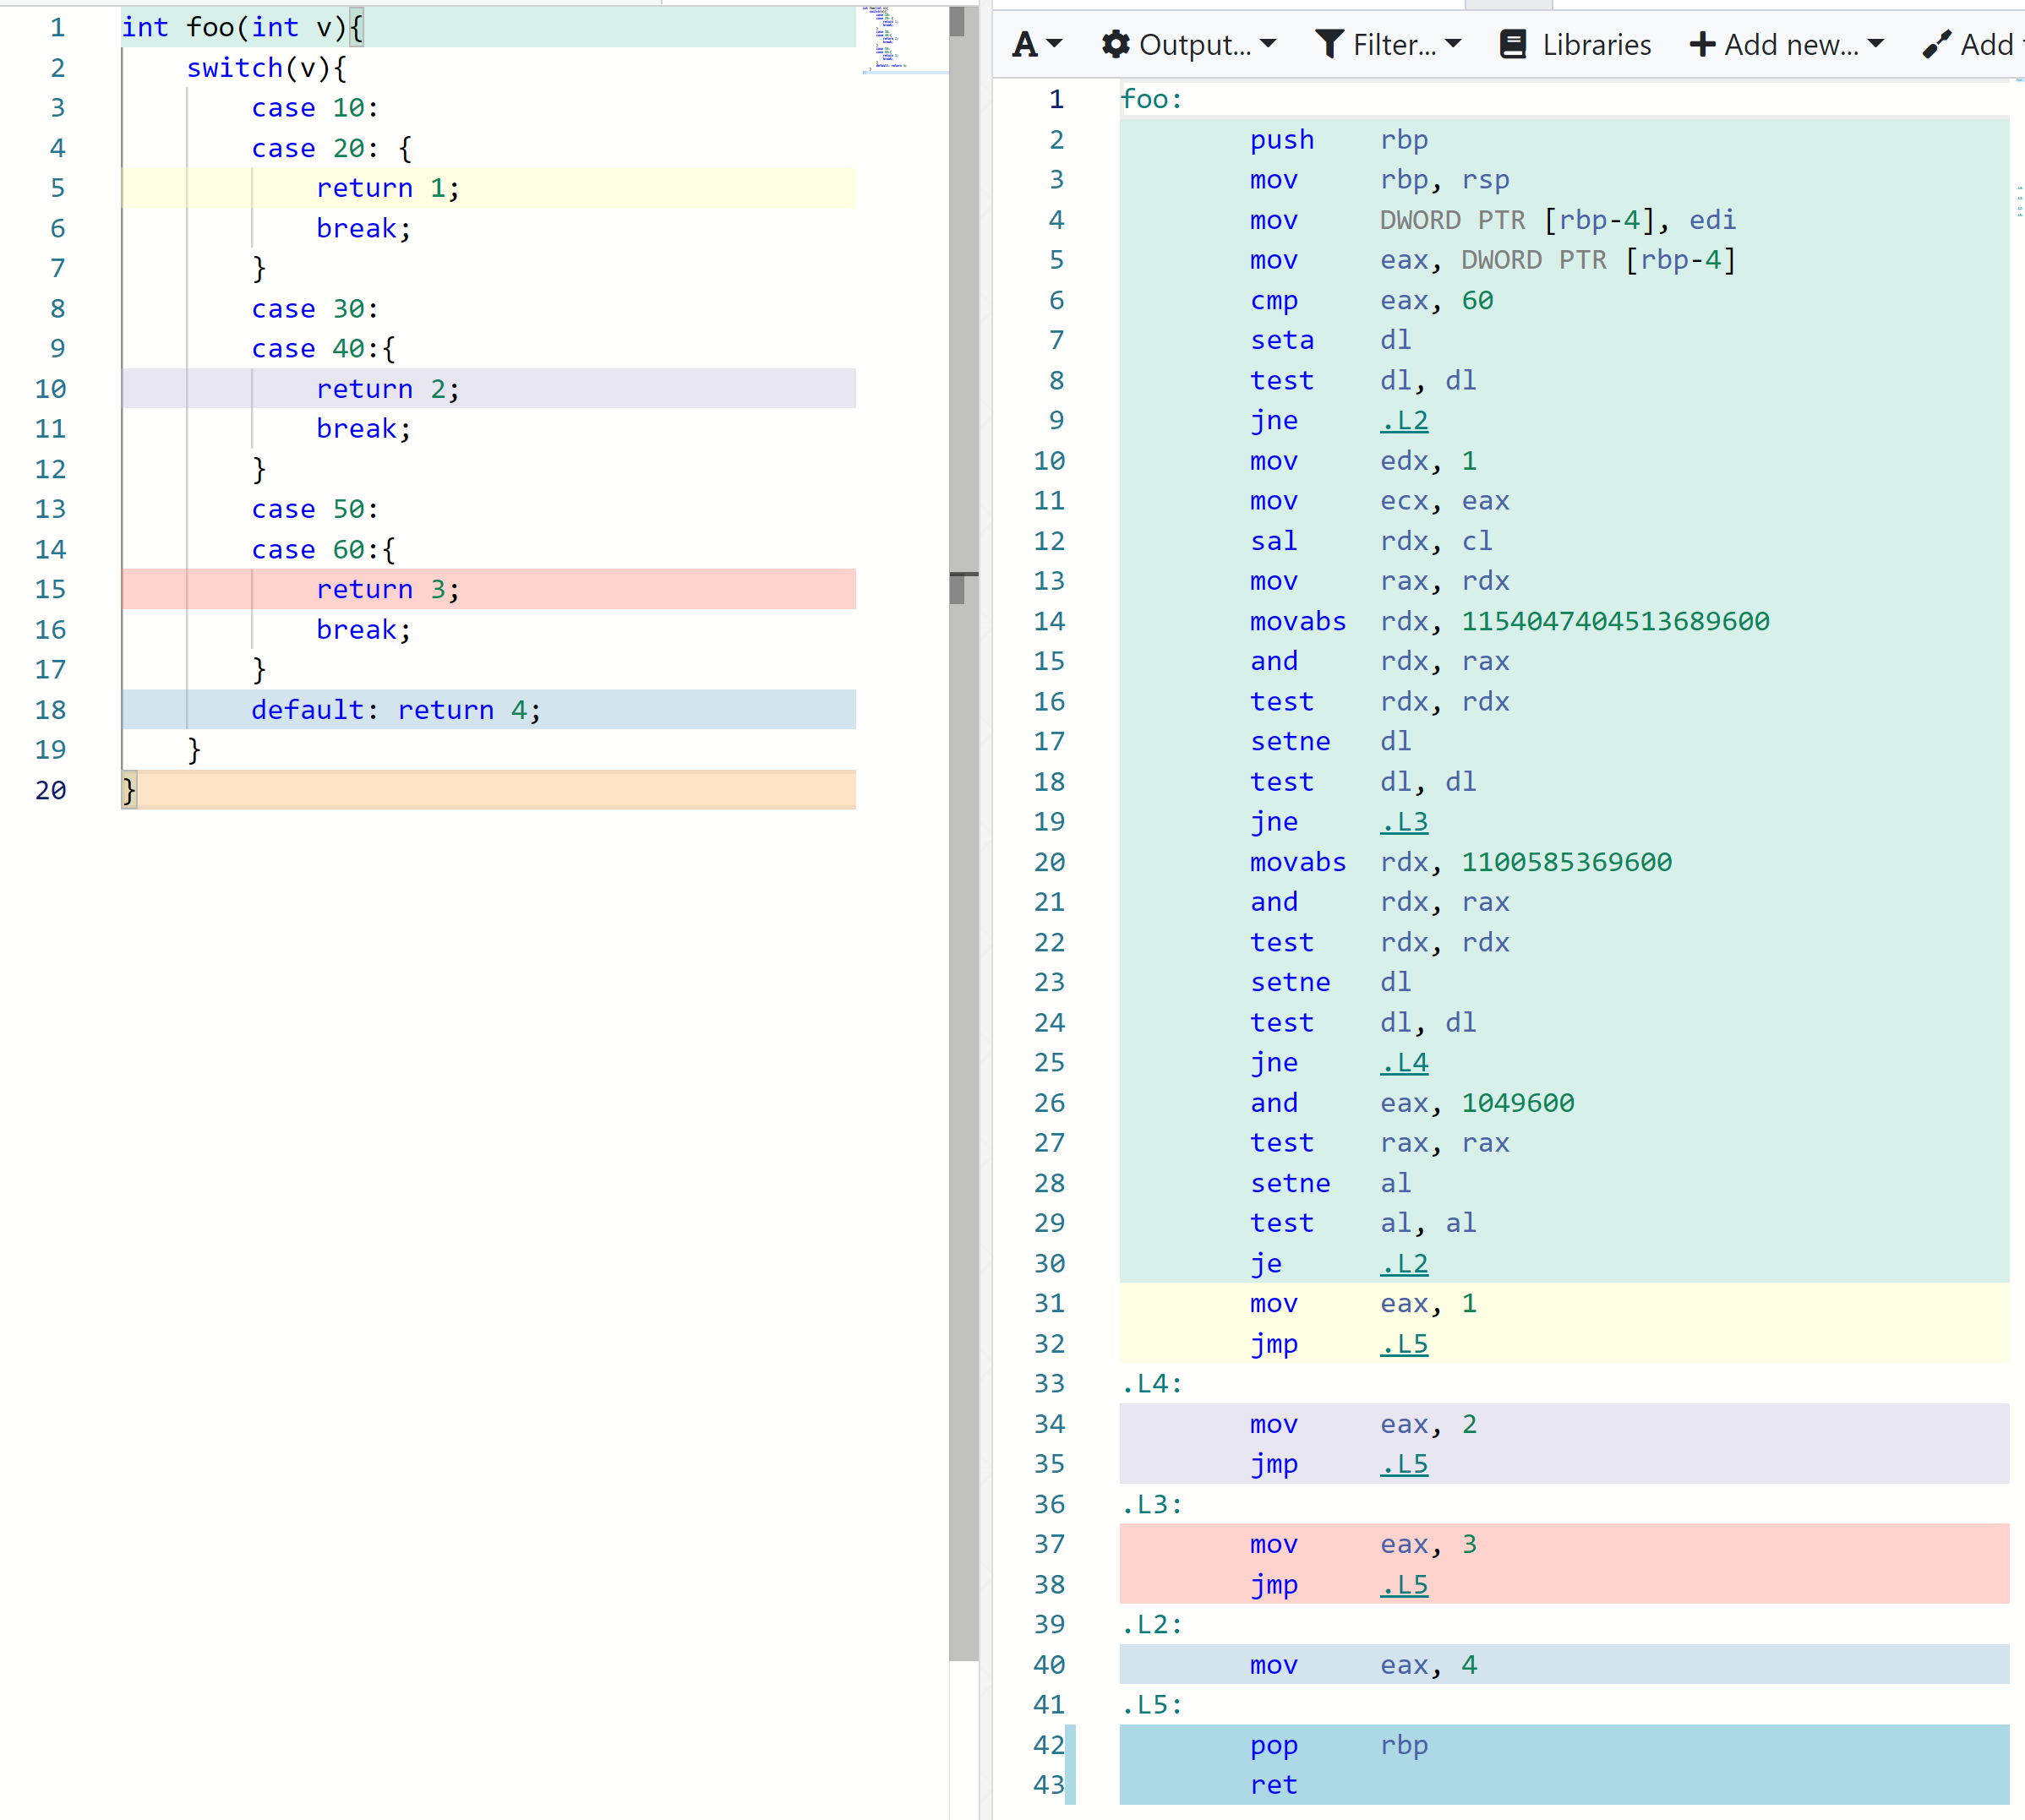 1 int foo(int v){
2     switch(v){
3         case 10:
4         case 20: {
5             return 1;
6             break;
7         }
8         case 30:
9         case 40:{
10             return 2;
11             break;
12         }
13         case 50:
14         case 60:{
15             return 3;
16             break;
17         }
18         default: return 4;
19     }
20 }
A Output... Filter... Libraries Add new... Add
1 foo:
2         push    rbp
3         mov     rbp, rsp
4         mov     DWORD PTR [rbp-4], edi
5         mov     eax, DWORD PTR [rbp-4]
6         cmp     eax, 60
7         seta    dl
8         test    dl, dl
9         jne     .L2
10         mov     edx, 1
11         mov     ecx, eax
12         sal     rdx, cl
13         mov     rax, rdx
14         movabs  rdx, 1154047404513689600
15         and     rdx, rax
16         test    rdx, rdx
17         setne   dl
18         test    dl, dl
19         jne     .L3
20         movabs  rdx, 1100585369600
21         and     rdx, rax
22         test    rdx, rdx
23         setne   dl
24         test    dl, dl
25         jne     .L4
26         and     eax, 1049600
27         test    rax, rax
28         setne   al
29         test    al, al
30         je      .L2
31         mov     eax, 1
32         jmp     .L5
33 .L4:
34         mov     eax, 2
35         jmp     .L5
36 .L3:
37         mov     eax, 3
38         jmp     .L5
39 .L2:
40         mov     eax, 4
41 .L5:
42         pop     rbp
43         ret